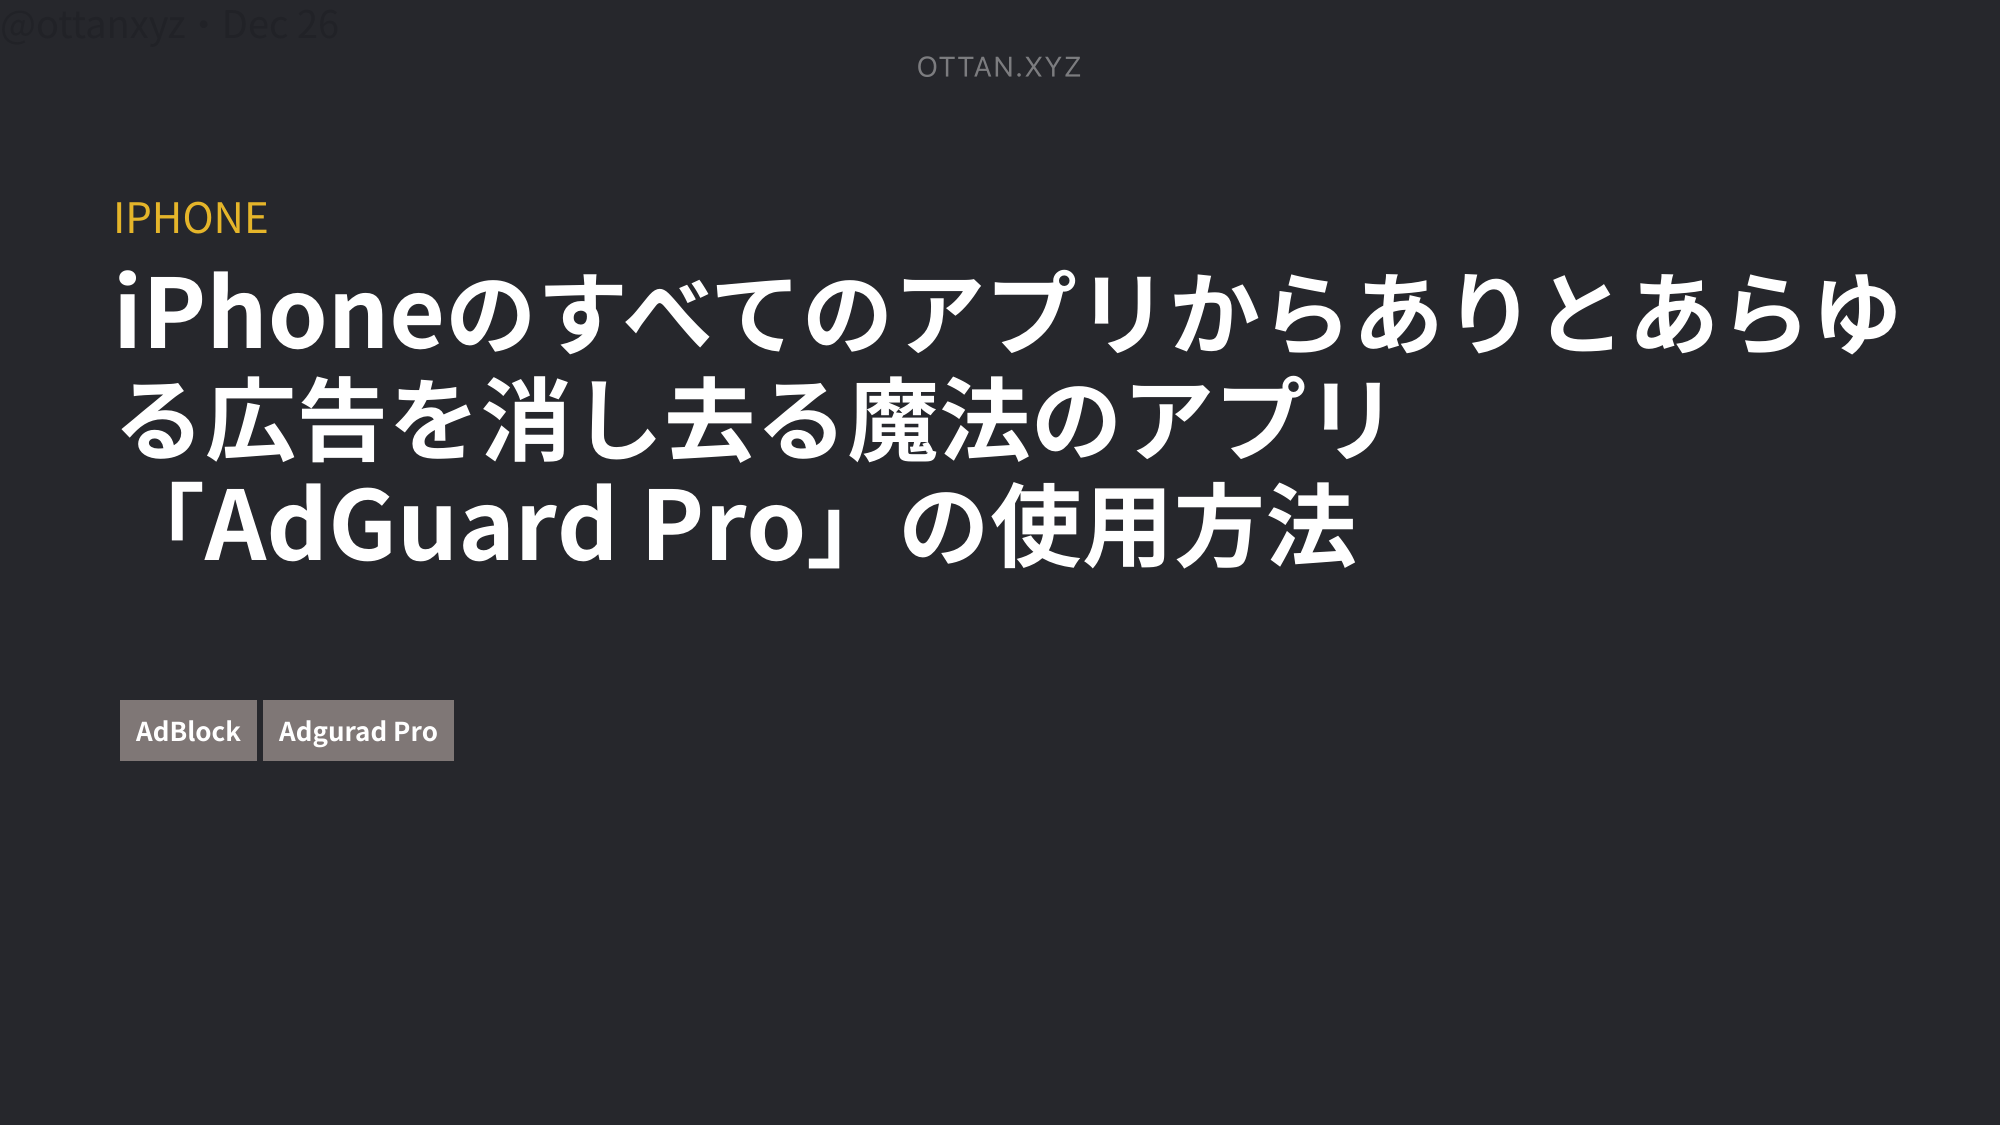 @ottanxyz・Dec 26
OTTAN.XYZ
IPHONE
iPhoneのすべてのアプリからありとあらゆ
る広告を消し去る魔法のアプリ
「AdGuard Pro」の使用方法
AdBlock Adgurad Pro